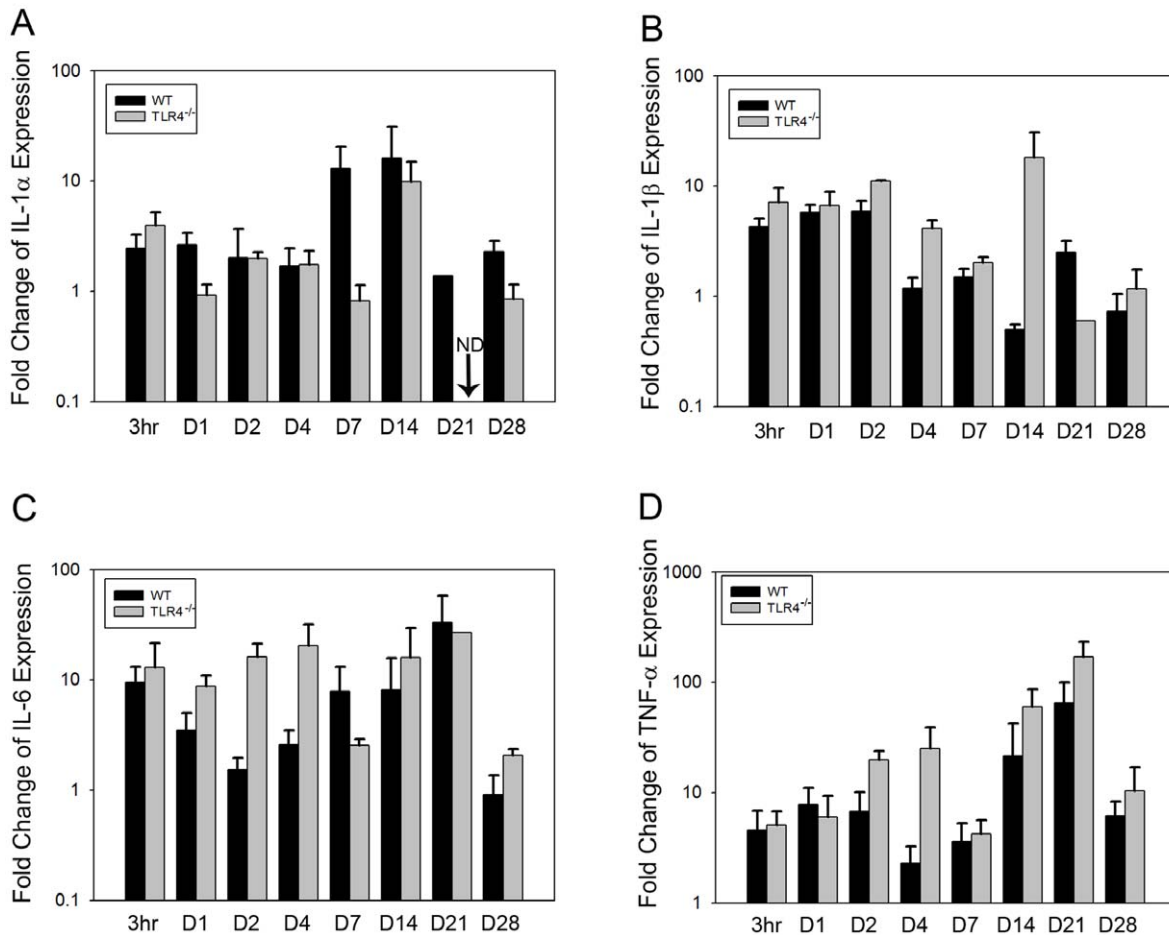 A
Fold Change of IL-1α Expression
100
10
1
0.1
WT
TLR4-/-
ND
3hr D1 D2 D4 D7 D14 D21 D28
B
Fold Change of IL-1β Expression
100
10
1
0.1
WT
TLR4-/-
3hr D1 D2 D4 D7 D14 D21 D28
C
Fold Change of IL-6 Expression
100
10
1
0.1
WT
TLR4-/-
3hr D1 D2 D4 D7 D14 D21 D28
D
Fold Change of TNF-α Expression
1000
100
10
1
WT
TLR4-/-
3hr D1 D2 D4 D7 D14 D21 D28